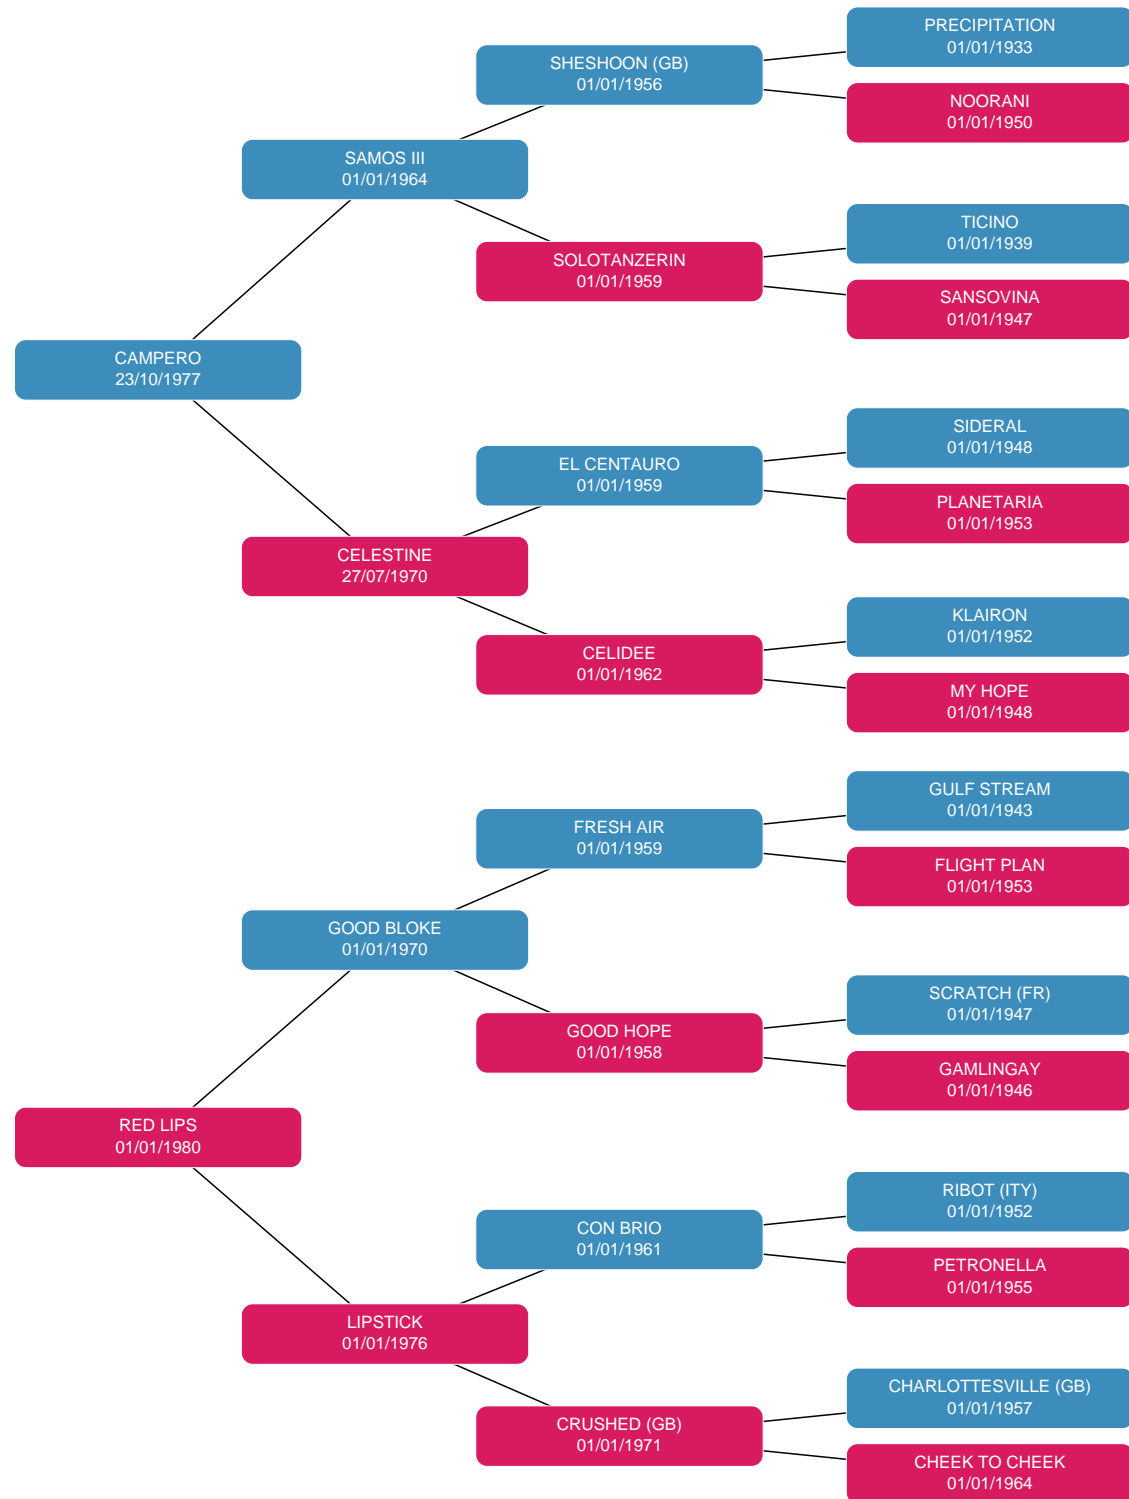 PRECIPITATION
01/01/1933
SHESHOON (GB)
01/01/1956
NOORANI
01/01/1950
SAMOS III
01/01/1964
TICINO
01/01/1939
SOLOTANZERIN
01/01/1959
SANSOVINA
01/01/1947
CAMPERO
23/10/1977
SIDERAL
01/01/1948
EL CENTAURO
01/01/1959
PLANETARIA
01/01/1953
CELESTINE
27/07/1970
KLAIRON
01/01/1952
CELIDEE
01/01/1962
MY HOPE
01/01/1948
GULF STREAM
01/01/1943
FRESH AIR
01/01/1959
FLIGHT PLAN
01/01/1953
GOOD BLOKE
01/01/1970
SCRATCH (FR)
01/01/1947
GOOD HOPE
01/01/1958
GAMLINGAY
01/01/1946
RED LIPS
01/01/1980
RIBOT (ITY)
01/01/1952
CON BRIO
01/01/1961
PETRONELLA
01/01/1955
LIPSTICK
01/01/1976
CHARLOTTESVILLE (GB)
01/01/1957
CRUSHED (GB)
01/01/1971
CHEEK TO CHEEK
01/01/1964